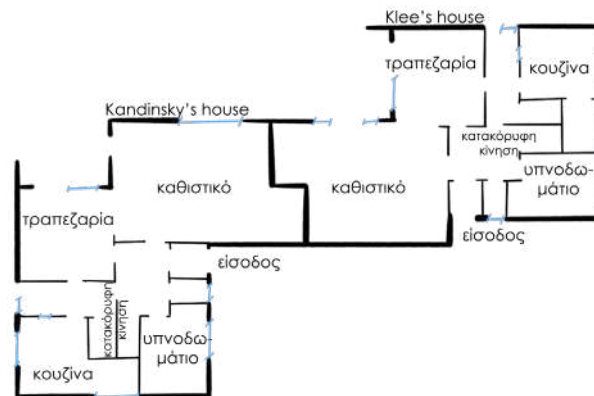 Klee's house
τραπεζαρία
κουζίνα
Kandinsky's house
κατακόρυφη
κίνηση
υπνοδω-
μάτιο
καθιστικό
καθιστικό
τραπεζαρία
είσοδος
είσοδος
κατακόρυφη
κίνηση
υπνοδω-
μάτιο
κουζίνα